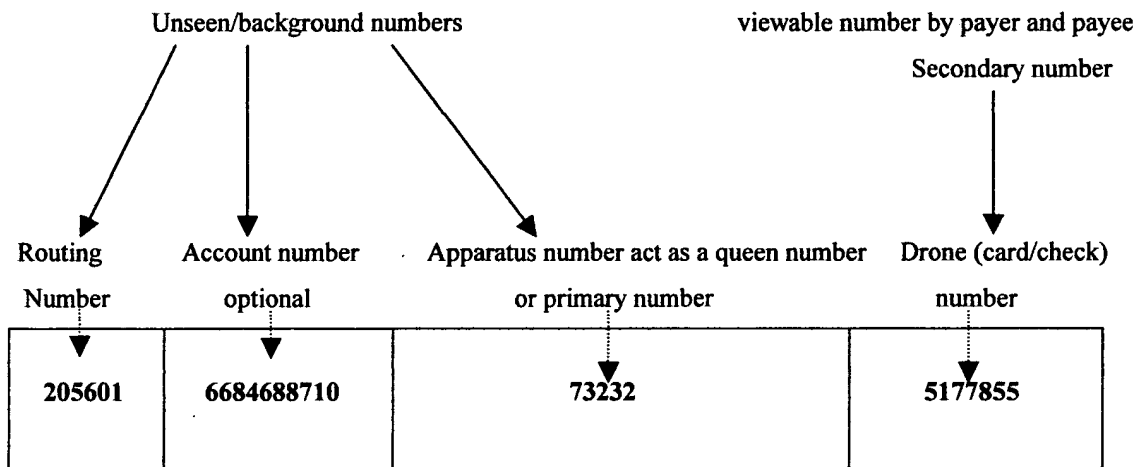 Unseen/background numbers
viewable number by payer and payee
Secondary number
Routing
Number
Account number
optional
Apparatus number act as a queen number
or primary number
Drone (card/check)
number
205601
6684688710
73232
5177855